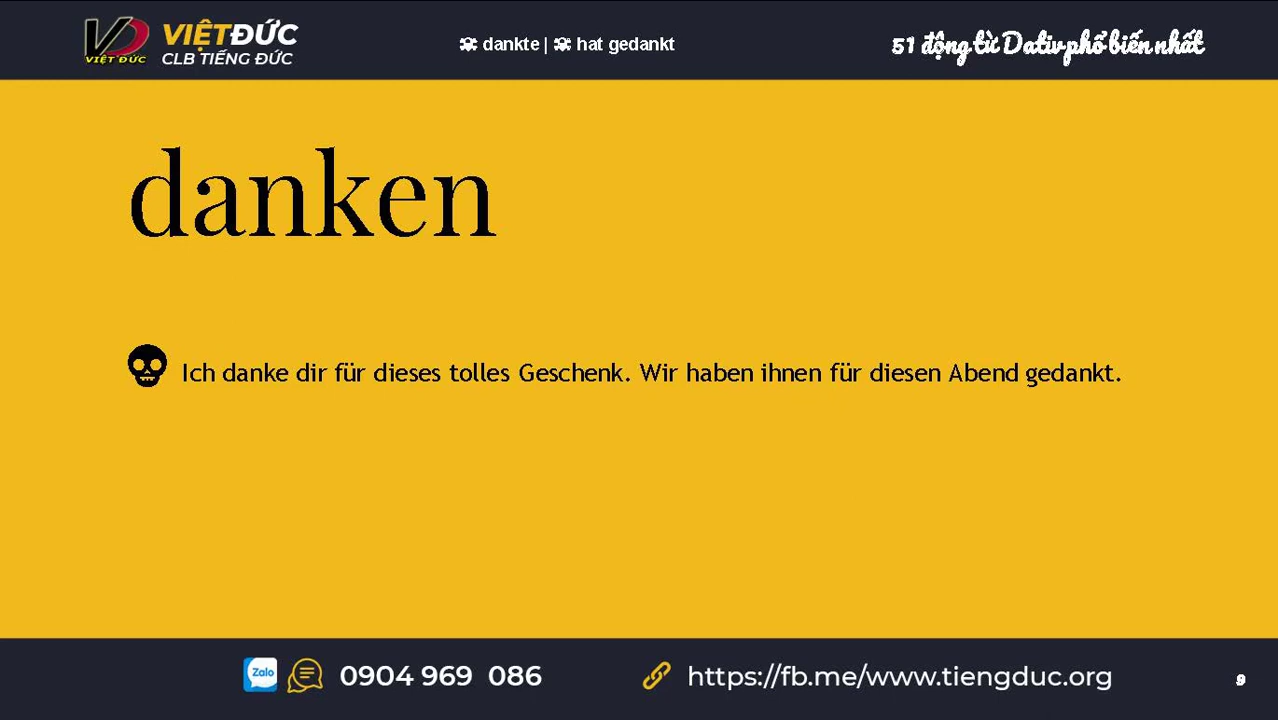 VIỆT ĐỨC
VIỆTĐỨC
CLB TIẾNG ĐỨC
dankte | hat gedankt
51 động từ Dativ phổ biến nhất
danken
Ich danke dir für dieses tolles Geschenk. Wir haben ihnen für diesen Abend gedankt.
Zalo
0904 969 086
https://fb.me/www.tiengduc.org
9